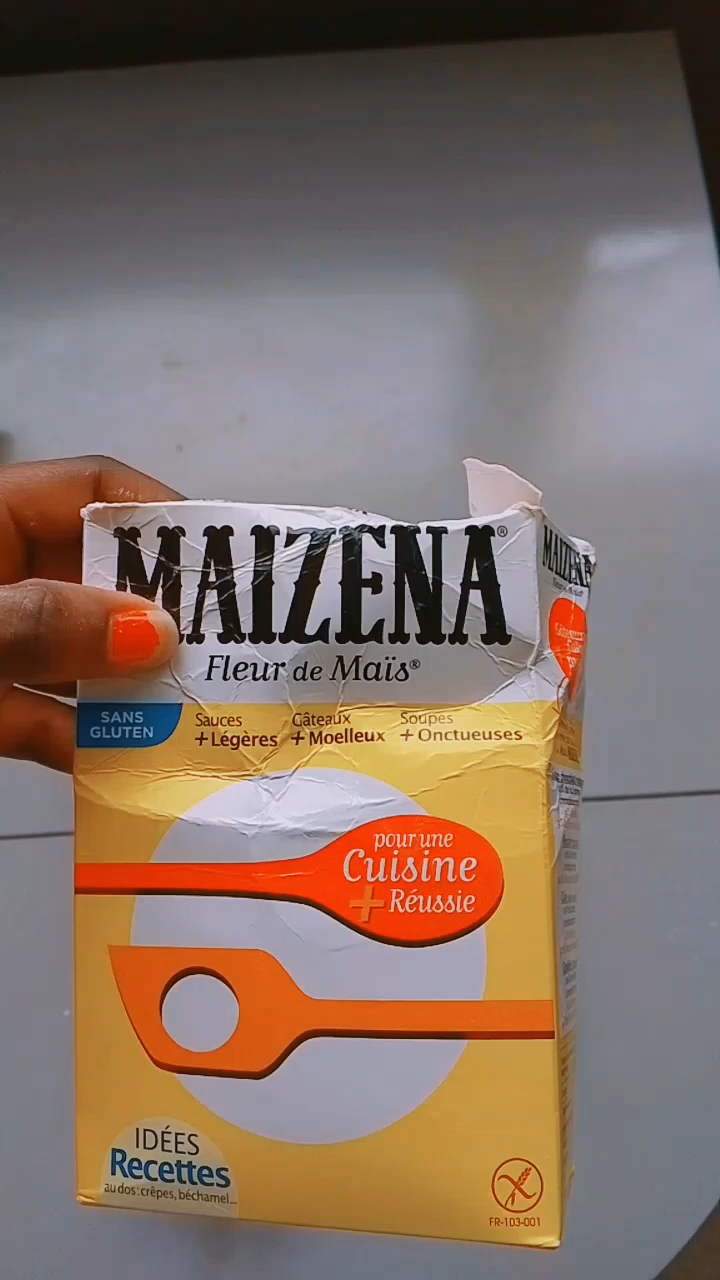 MAIZENA®
Fleur de Maïs®
MAIZENA
SANS
GLUTEN
Sauces
+ Légères
Gâteaux
+ Moelleux
Soupes
+ Onctueuses
pour une
Cuisine
+ Réussie
IDÉES
Recettes
au dos: crêpes, béchamel...
FR-103-001